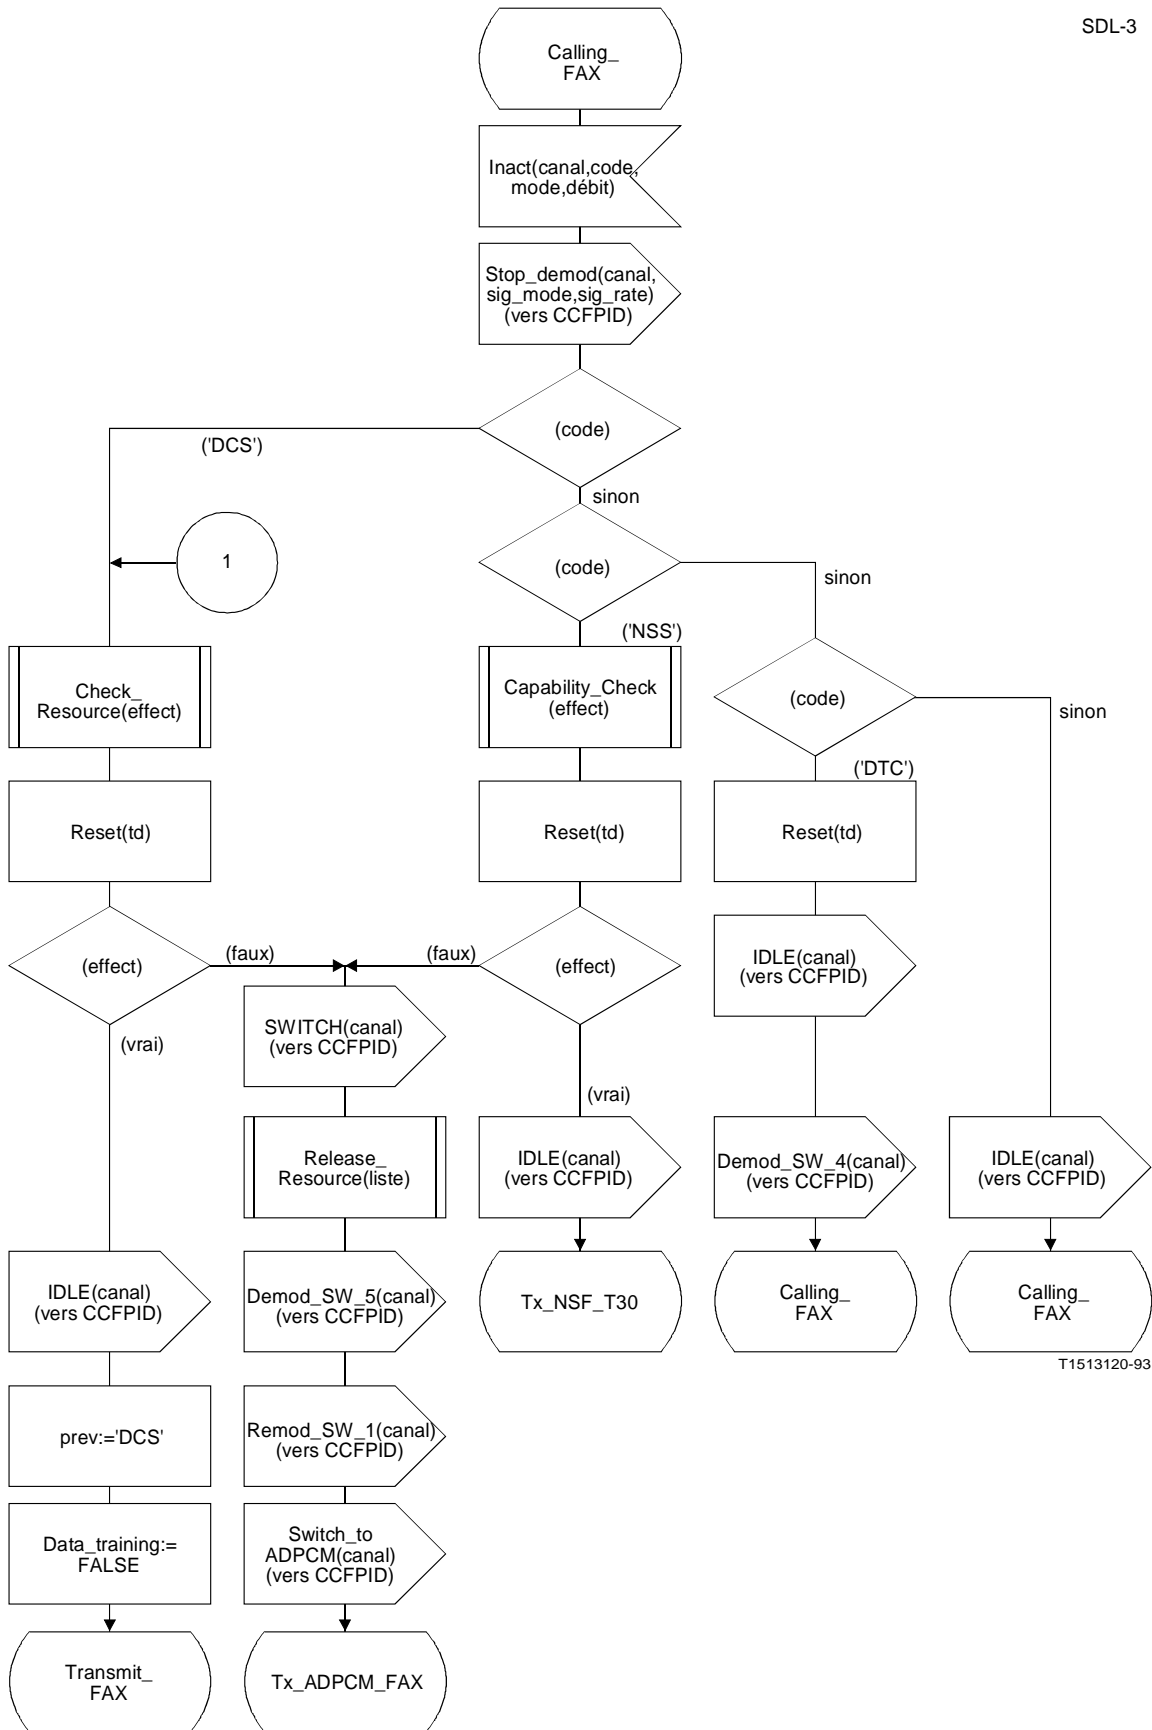 SDL-3
Calling_
FAX
Inact(canal,code,
mode,débit)
Stop_demod(canal,
sig_mode,sig_rate)
(vers CCFPID)
(code)
('DCS')
sinon
1
(code)
sinon
('NSS')
Check_
Resource(effect)
Capability_Check
(effect)
(code)
sinon
('DTC')
Reset(td)
Reset(td)
Reset(td)
(effect)
(faux)
(faux)
(effect)
IDLE(canal)
(vers CCFPID)
(vrai)
SWITCH(canal)
(vers CCFPID)
(vrai)
Release_
Resource(liste)
IDLE(canal)
(vers CCFPID)
Demod_SW_4(canal)
(vers CCFPID)
IDLE(canal)
(vers CCFPID)
IDLE(canal)
(vers CCFPID)
Demod_SW_5(canal)
(vers CCFPID)
Tx_NSF_T30
Calling_
FAX
Calling_
FAX
T1513120-93
prev:='DCS'
Remod_SW_1(canal)
(vers CCFPID)
Data_training:=
FALSE
Switch_to
ADPCM(canal)
(vers CCFPID)
Transmit_
FAX
Tx_ADPCM_FAX